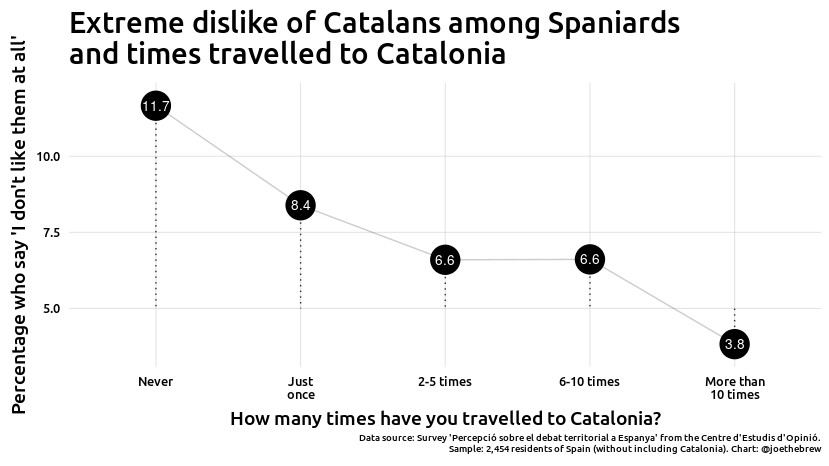 Extreme dislike of Catalans among Spaniards
and times travelled to Catalonia
Percentage who say 'I don't like them at all'
10.0
7.5
5.0
11.7
8.4
6.6
6.6
3.8
Never
Just
once
2-5 times
6-10 times
More than
10 times
How many times have you travelled to Catalonia?
Data source: Survey 'Percepció sobre el debat territorial a Espanya' from the Centre d'Estudis d'Opinió.
Sample: 2,454 residents of Spain (without including Catalonia). Chart: @joethebrew